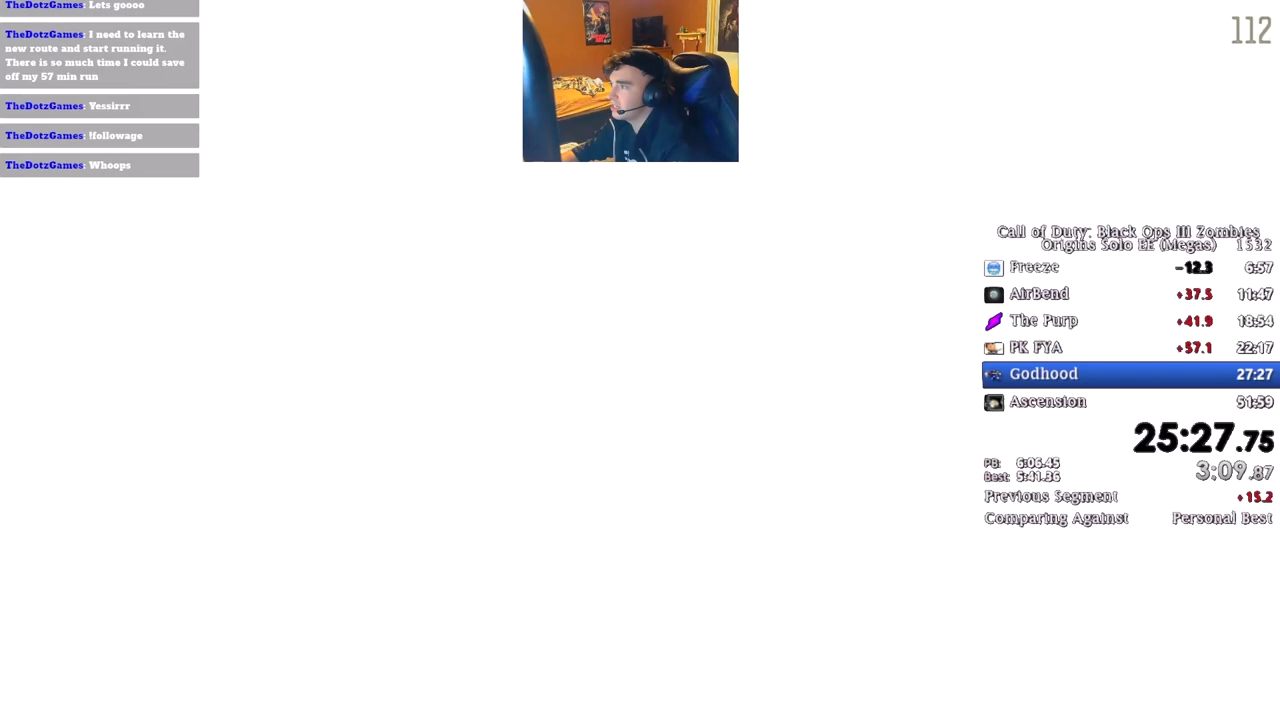 TheDotzGames: Lets goooo
TheDotzGames: I need to learn the
new route and start running it.
There is so much time I could save
off my 57 min run
TheDotzGames: Yessirrr
TheDotzGames: !followage
TheDotzGames: Whoops
112
Call of Duty: Black Ops III Zombies
Origins Solo EE (Megas) 1532
Freeze -12.3 6:57
AirBend +37.5 11:47
The Purp +41.9 18:54
PK FYA +57.1 22:17
Godhood 27:27
Ascension 51:59
25:27.75
PB: 6:06.45
3:09.87
Best: 5:41.36
Previous Segment +15.2
Comparing Against Personal Best